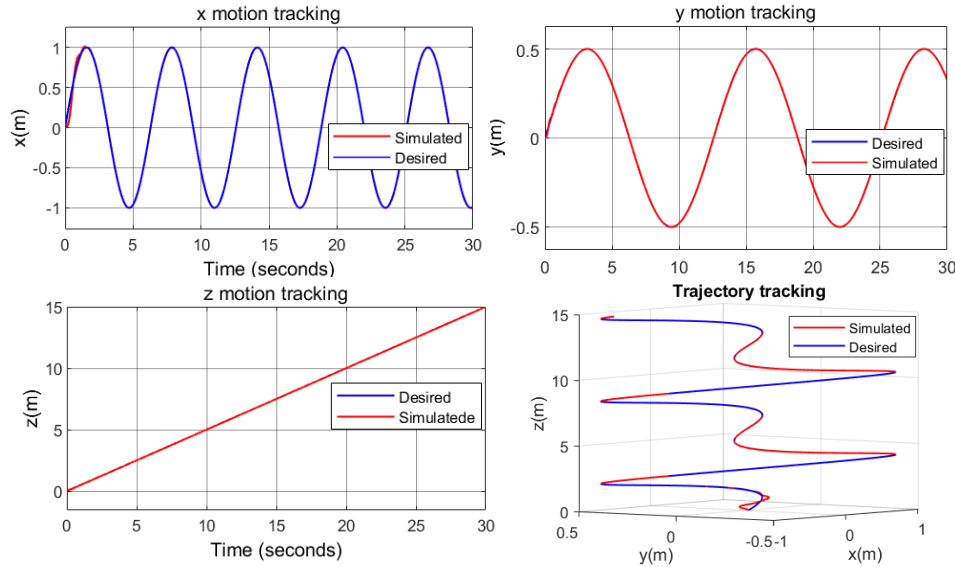 x motion tracking
1
0.5
0
-0.5
-1
x(m)
Simulated
Desired
0 5 10 15 20 25 30
Time (seconds)
y motion tracking
0.5
0
-0.5
y(m)
Desired
Simulated
0 5 10 15 20 25 30
z motion tracking
15
10
5
0
z(m)
Desired
Simulatede
0 5 10 15 20 25 30
Time (seconds)
Trajectory tracking
15
10
5
0
z(m)
Simulated
Desired
0.5 0 -0.5
y(m)
-1 0 1
x(m)